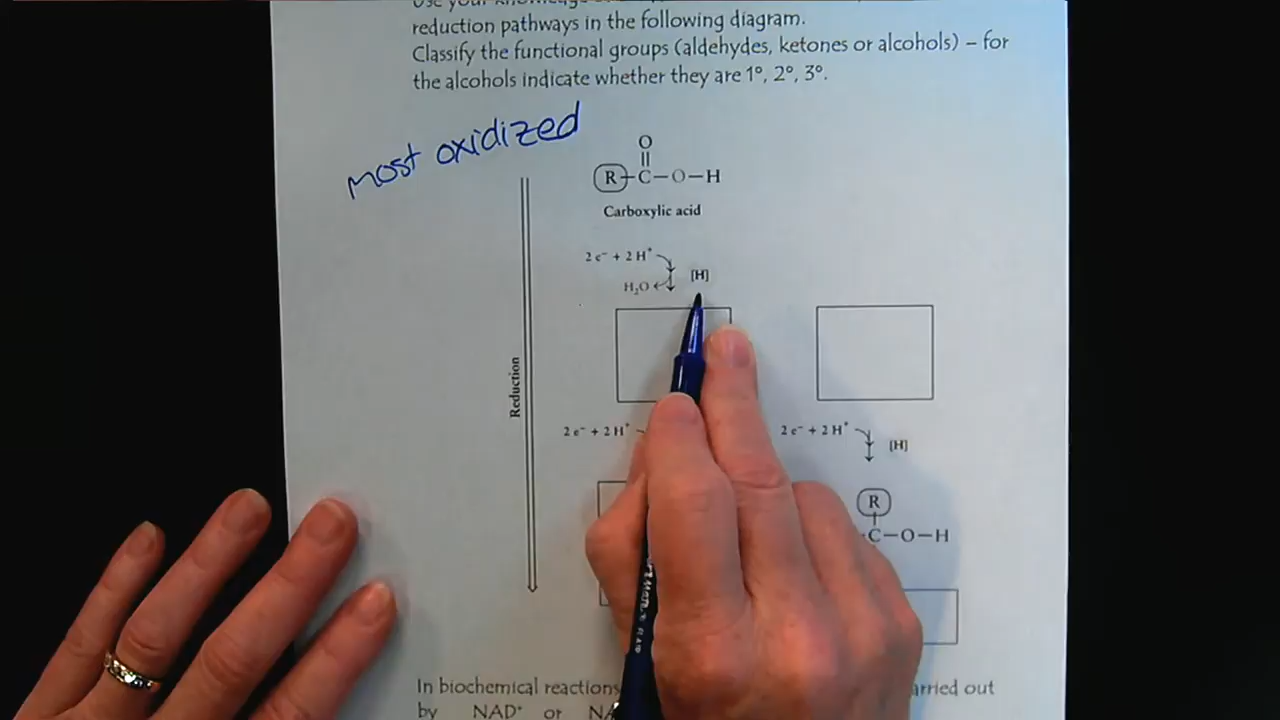 reduction pathways in the following diagram.
Classify the functional groups (aldehydes, ketones or alcohols) – for
the alcohols indicate whether they are 1°, 2°, 3°.
most oxidized
O
R–C–O–H
Carboxylic acid
2 e⁻ + 2 H⁺
[H]
H₂O
Reduction
2 e⁻ + 2 H⁺
2 e⁻ + 2 H⁺
[H]
R
C–O–H
In biochemical reactions
by NAD⁺ or